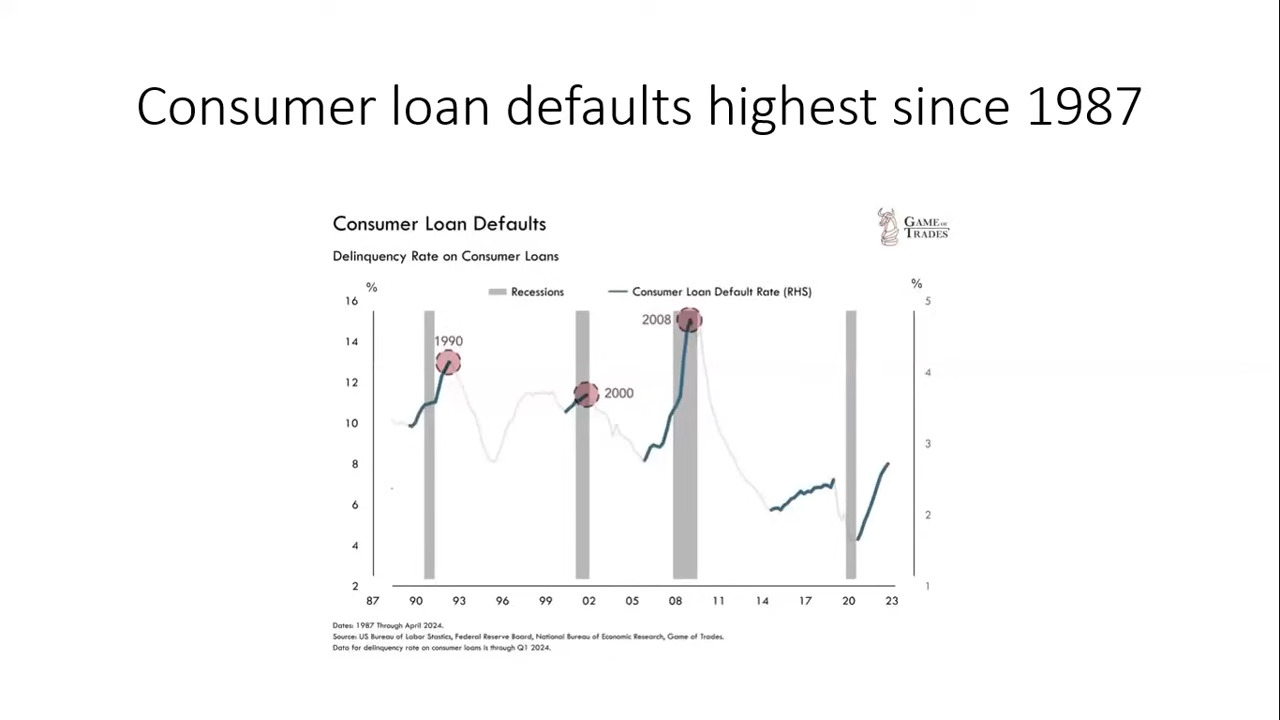 Consumer loan defaults highest since 1987
Consumer Loan Defaults
GAME OF
TRADES
Delinquency Rate on Consumer Loans
% %
Recessions Consumer Loan Default Rate (RHS)
16 5
2008
14 1990
4
12
2000
10
3
8
6 2
4
2 1
87 90 93 96 99 02 05 08 11 14 17 20 23
Dates: 1987 Through April 2024.
Source: US Bureau of Labor Stastics, Federal Reserve Board, National Bureau of Economic Research, Game of Trades.
Data for delinquency rate on consumer loans is through Q1 2024.